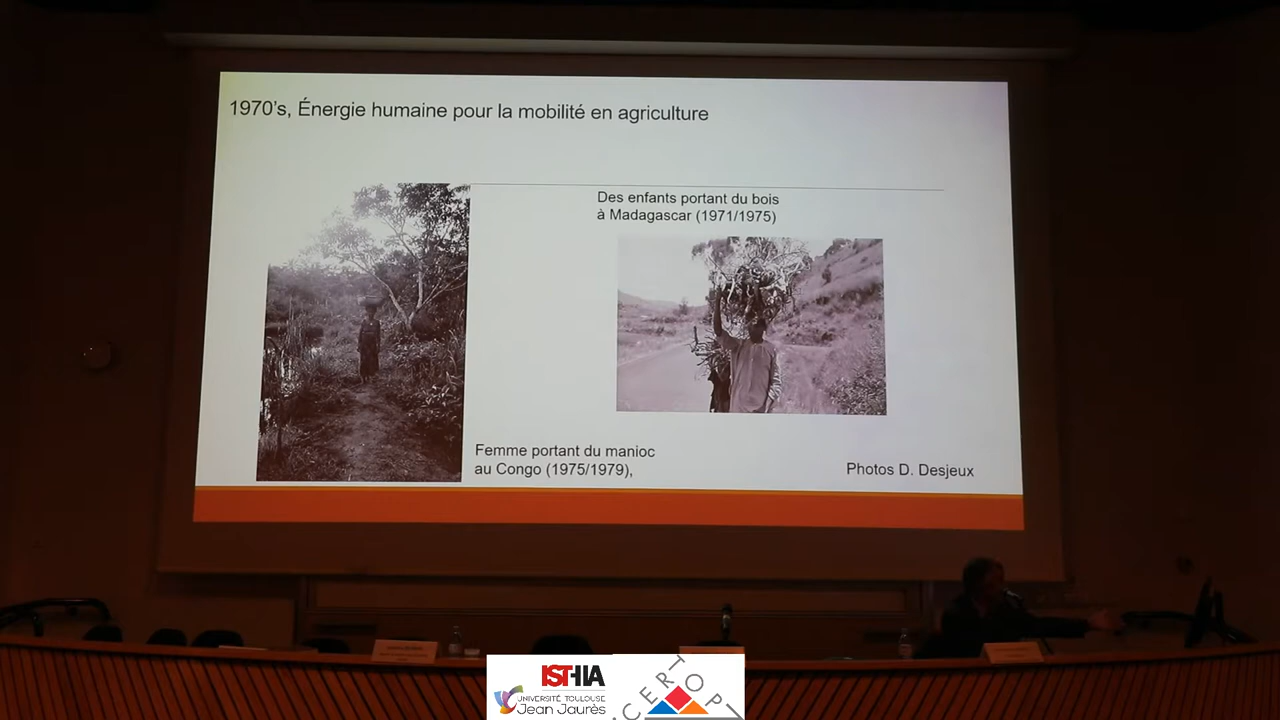 1970's, Énergie humaine pour la mobilité en agriculture
Des enfants portant du bois
à Madagascar (1971/1975)
Femme portant du manioc
au Congo (1975/1979),
Photos D. Desjeux
ISTHIA
UNIVERSITÉ TOULOUSE
Jean Jaurès
CERTOP